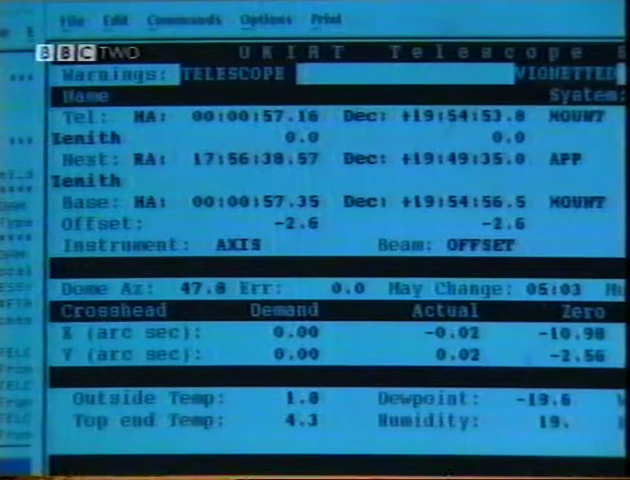 File Edit Commands Options Print
BBC TWO
UKIRT Telescope S
Warnings: TELESCOPE VIGNETTED
Name System:
Tel: HA: 00:00:57.16 Dec: +19:54:53.8 MOUNT
Zenith 0.0 0.0
Next: RA: 17:56:38.57 Dec: +19:49:35.0 APP
Zenith
Base: HA: 00:00:57.35 Dec: +19:54:56.5 MOUNT
Offset: -2.6 -2.6
Instrument: AXIS Beam: OFFSET
Dome Az: 47.8 Err: 0.0 May Change: 05:03
Crosshead Demand Actual Zero
X (arc sec): 0.00 -0.02 -10.98
Y (arc sec): 0.00 0.02 -2.56
Outside Temp: 1.8 Dewpoint: -19.6
Top end Temp: 4.3 Humidity: 19.